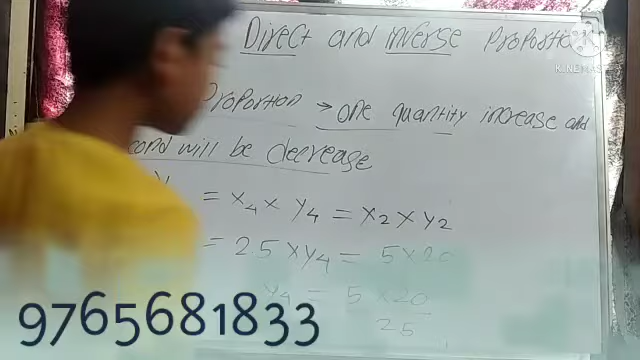 Direct and inverse
Proportion → one quantity increase and
will be decrease
= x₄ × y₄ = x₂ × y₂
= 25 × y₄ = 5 × 20
y₄ = 5 × 20
25
9765681833